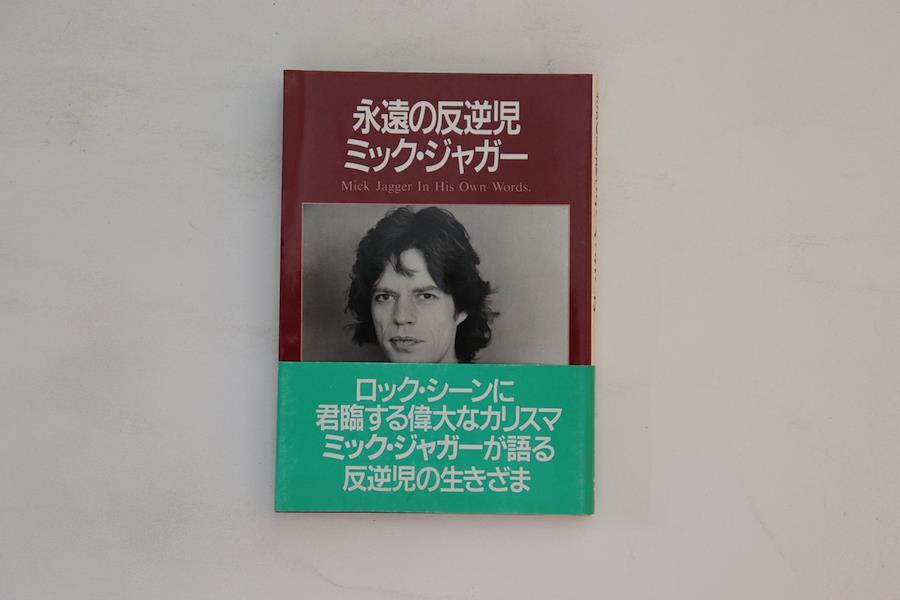 永遠の反逆児
ミック・ジャガー
Mick Jagger In His Own Words.
ロック・シーンに
君臨する偉大なカリスマ
ミック・ジャガーが語る
反逆児の生きざま